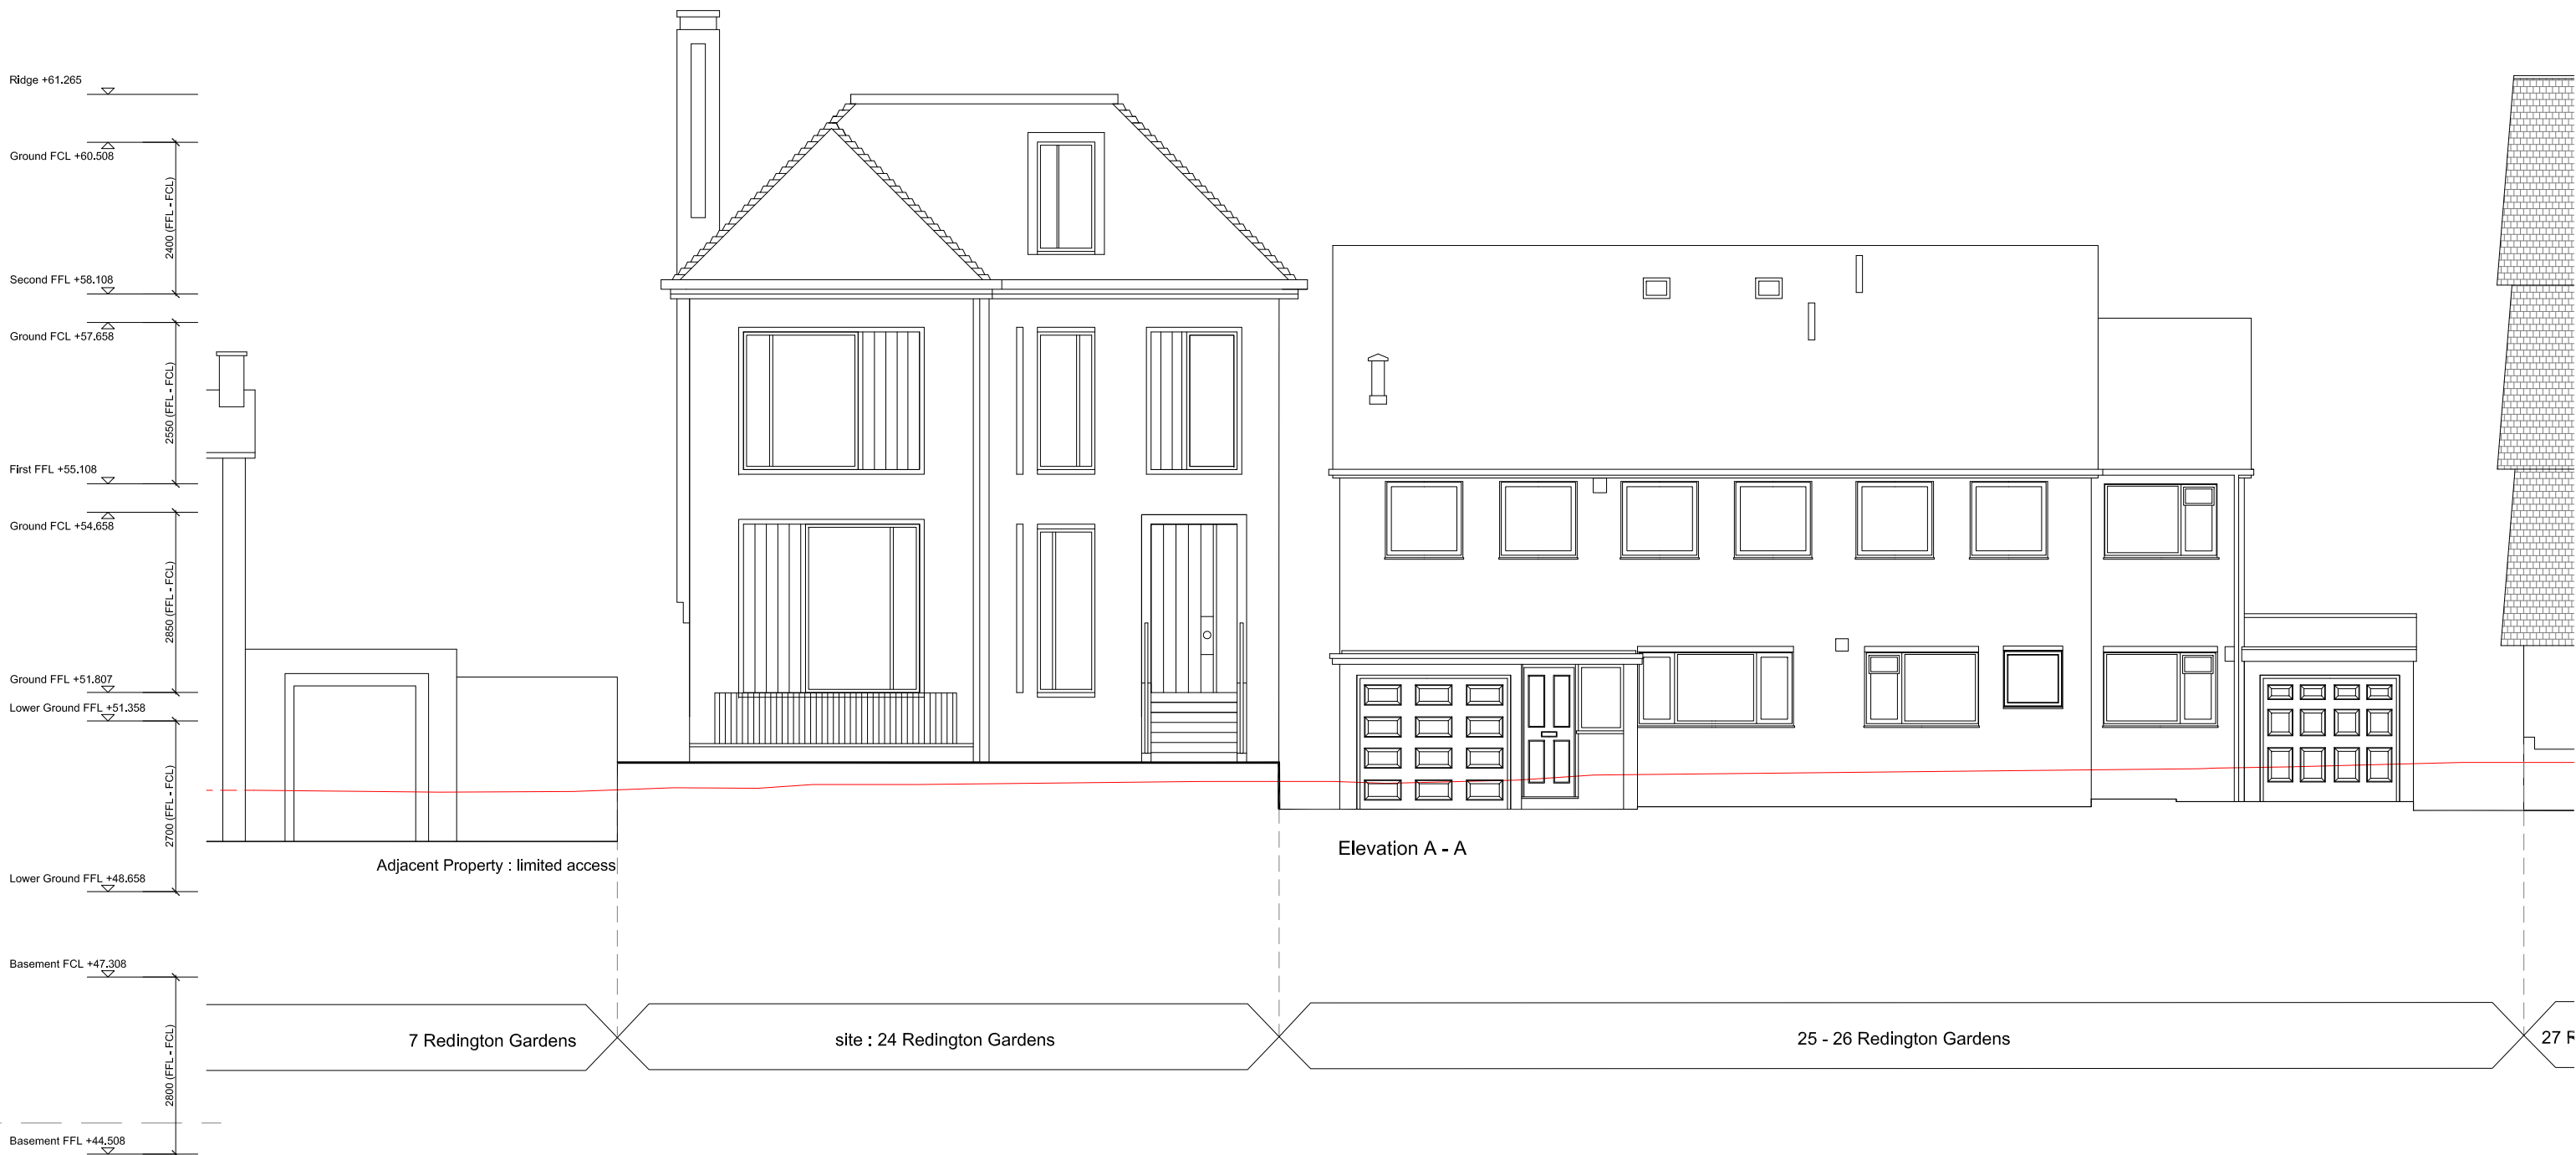 Ridge +61.265
Ground FCL +60.508
2400 (FFL - FCL)
Second FFL +58.108
Ground FCL +57.658
2550 (FFL - FCL)
First FFL +55.108
Ground FCL +54.658
2850 (FFL - FCL)
Ground FFL +51.807
Lower Ground FFL +51.358
2700 (FFL - FCL)
Lower Ground FFL +48.658
Basement FCL +47.308
2800 (FFL - FCL)
Basement FFL +44.508
Adjacent Property : limited access
Elevation A - A
7 Redington Gardens
site : 24 Redington Gardens
25 - 26 Redington Gardens
27